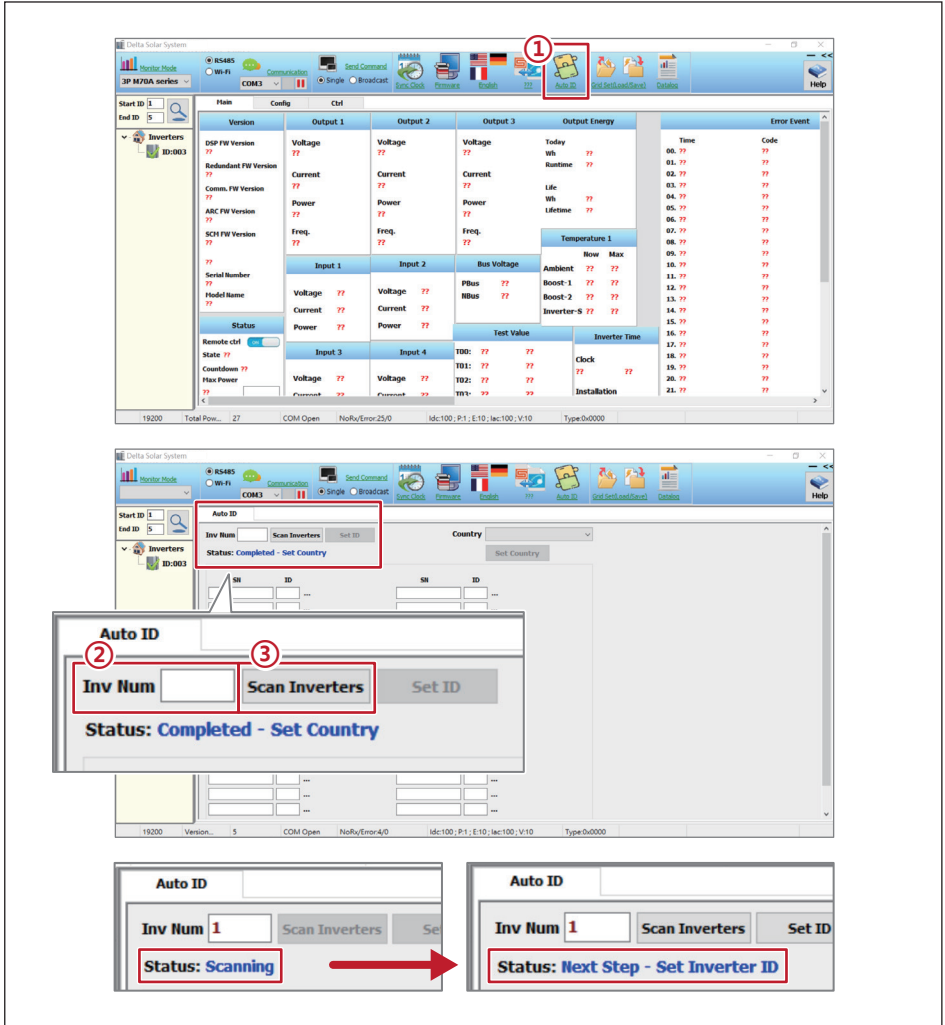 ①
Delta Solar System
Monitor Mode
3P M70A series
RS485
Wi-Fi
Communication
COM3
Send Command
Single Broadcast
Sync Clock
Firmware
English
???
Auto ID
Grid Set(Load/Save)
Datalog
<<
Help
Start ID 1
End ID 5
Inverters
ID:003
Main Config Ctrl
Version
DSP FW Version
??
Redundant FW Version
??
Comm. FW Version
??
ARC FW Version
??
SCM FW Version
??
??
Serial Number
??
Model Name
??
Status
Remote ctrl ON
State ??
Countdown ??
Max Power
??
Output 1
Voltage
??
Current
??
Power
??
Freq.
??
Output 2
Voltage
??
Current
??
Power
??
Freq.
??
Output 3
Voltage
??
Current
??
Power
??
Freq.
??
Output Energy
Today
Wh ??
Runtime ??
Life
Wh ??
Lifetime ??
Input 1
Voltage ??
Current ??
Power ??
Input 2
Voltage ??
Current ??
Power ??
Bus Voltage
PBus ??
NBus ??
Temperature 1
Now Max
Ambient ?? ??
Boost-1 ?? ??
Boost-2 ?? ??
Inverter-S ?? ??
Input 3
Voltage ??
Current ??
Input 4
Voltage ??
Current ??
Test Value
T00: ?? ??
T01: ?? ??
T02: ?? ??
T03: ?? ??
Inverter Time
Clock
?? ??
Installation
Error Event
Time Code
00. ?? ??
01. ?? ??
02. ?? ??
03. ?? ??
04. ?? ??
05. ?? ??
06. ?? ??
07. ?? ??
08. ?? ??
09. ?? ??
10. ?? ??
11. ?? ??
12. ?? ??
13. ?? ??
14. ?? ??
15. ?? ??
16. ?? ??
17. ?? ??
18. ?? ??
19. ?? ??
20. ?? ??
21. ?? ??
19200 Total Pow... 27 COM Open NoRx/Error:25/0 Idc:100 ; P:1 ; E:10 ; Iac:100 ; V:10 Type:0x0000
Delta Solar System
Monitor Mode
RS485
Wi-Fi
Communication
COM3
Send Command
Single Broadcast
Sync Clock
Firmware
English
???
Auto ID
Grid Set(Load/Save)
Datalog
<<
Help
Start ID 1
End ID 5
Inverters
ID:003
Auto ID
Inv Num Scan Inverters Set ID
Status: Completed - Set Country
Country
Set Country
SN ID SN ID
... ...
Auto ID
② ③
Inv Num Scan Inverters Set ID
Status: Completed - Set Country
... ...
... ...
... ...
19200 Version... 5 COM Open NoRx/Error:4/0 Idc:100 ; P:1 ; E:10 ; Iac:100 ; V:10 Type:0x0000
Auto ID
Inv Num 1 Scan Inverters Se
Status: Scanning
Auto ID
Inv Num 1 Scan Inverters Set ID
Status: Next Step - Set Inverter ID